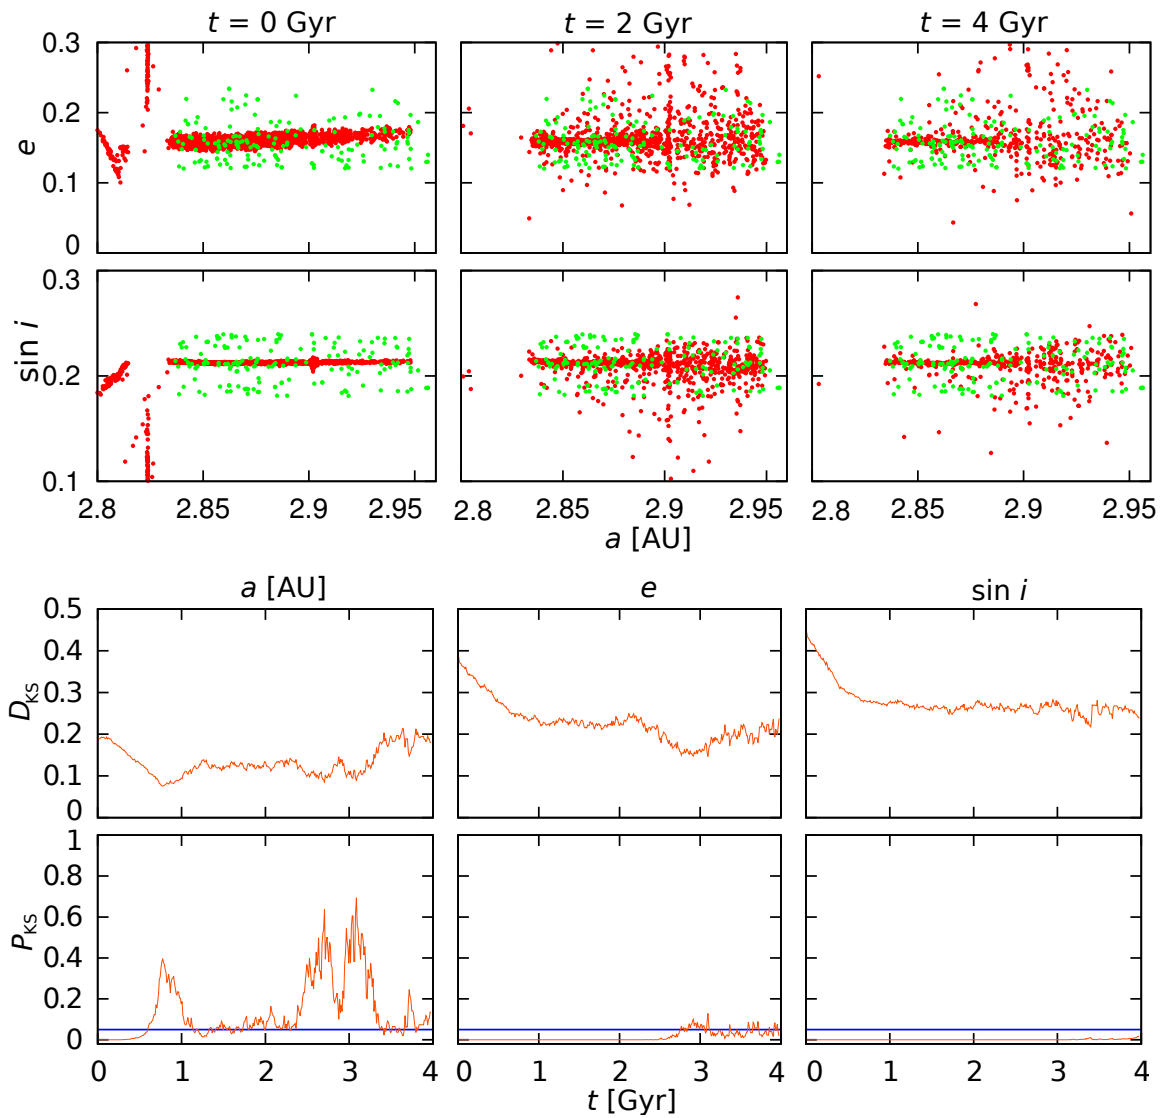 t = 0 Gyr t = 2 Gyr t = 4 Gyr
0.3
0.2
0.1
0
e
0.3
0.2
0.1
sin i
2.8 2.85 2.9 2.95 2.8 2.85 2.9 2.95 2.8 2.85 2.9 2.95
a [AU]
a [AU] e sin i
0.5
0.4
0.3
0.2
0.1
0
D_KS
1
0.8
0.6
0.4
0.2
0
P_KS
0 1 2 3 4 0 1 2 3 4 0 1 2 3 4
t [Gyr]